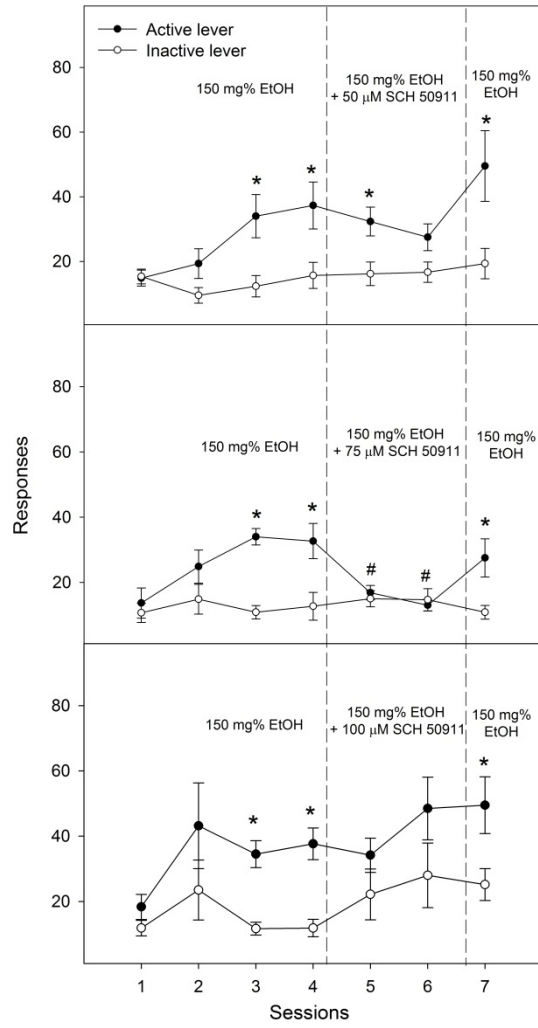 Active lever
Inactive lever
80
60
40
20
150 mg% EtOH
150 mg% EtOH
+ 50 μM SCH 50911
150 mg%
EtOH
*
*
*
*
Responses
80
60
40
20
150 mg% EtOH
150 mg% EtOH
+ 75 μM SCH 50911
150 mg%
EtOH
*
*
#
#
*
80
60
40
20
150 mg% EtOH
150 mg% EtOH
+ 100 μM SCH 50911
150 mg%
EtOH
*
*
*
1 2 3 4 5 6 7
Sessions